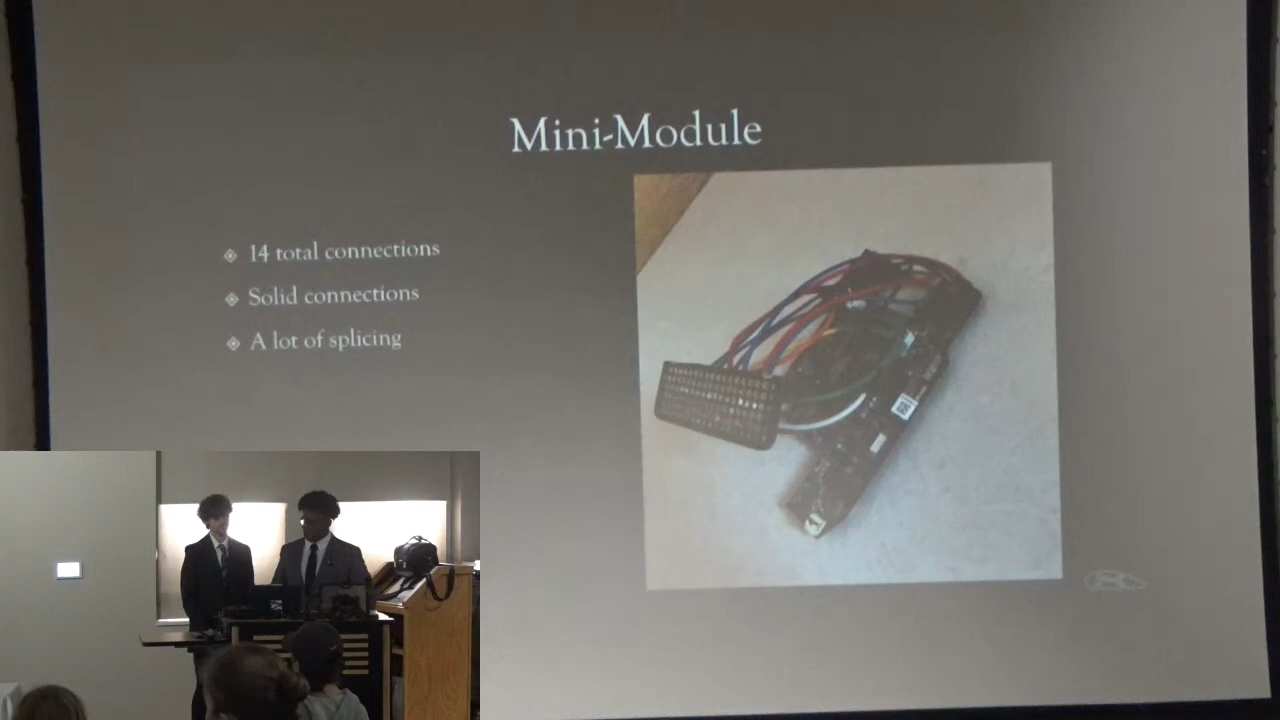 Mini-Module
14 total connections
Solid connections
A lot of splicing